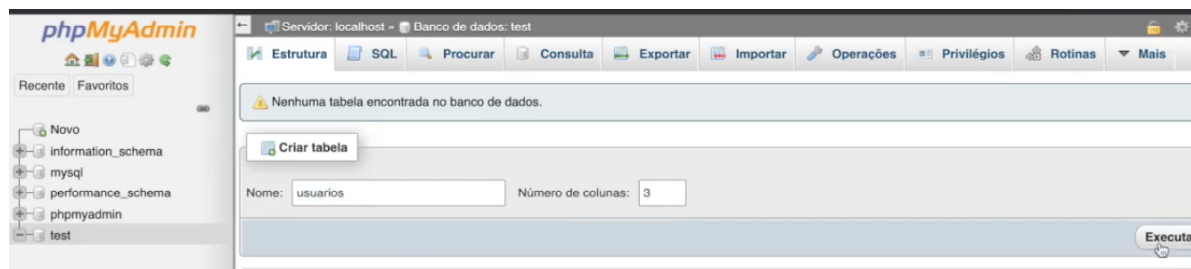 phpMyAdmin
Recente Favoritos
Novo
information_schema
mysql
performance_schema
phpmyadmin
test
Servidor: localhost - Banco de dados: test
Estrutura SQL Procurar Consulta Exportar Importar Operações Privilégios Rotinas Mais
Nenhuma tabela encontrada no banco de dados.
Criar tabela
Nome: usuarios Número de colunas: 3
Executa